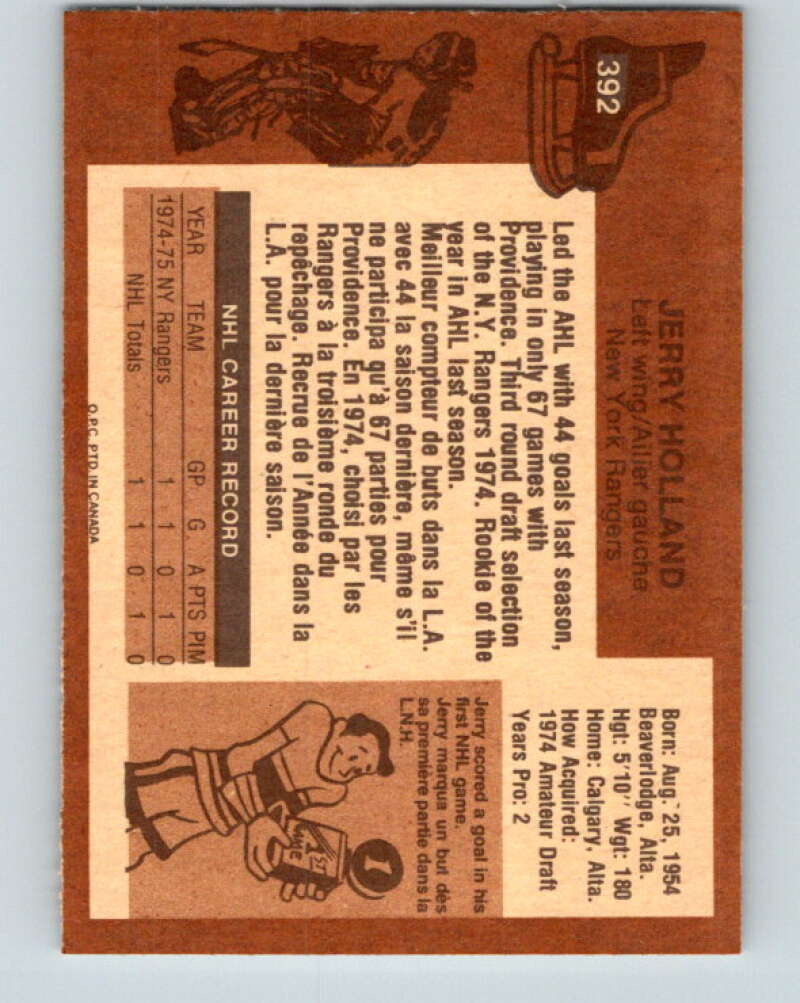 392
JERRY HOLLAND
Left wing/Ailier gauche
New York Rangers
Born: Aug. 25, 1954
Beaverlodge, Alta.
Hgt: 5'10'' Wgt: 180
Home: Calgary, Alta.
How Acquired:
1974 Amateur Draft
Years Pro: 2
Led the AHL with 44 goals last season,
playing in only 67 games with
Providence. Third round draft selection
of the N.Y. Rangers 1974. Rookie of the
year in AHL last season.
Meilleur compteur de buts dans la L.A.
avec 44 la saison dernière, même s'il
ne participa qu'à 67 parties pour
Providence. En 1974, choisi par les
Rangers à la troisième ronde du
repêchage. Recrue de l'Année dans la
L.A. pour la dernière saison.
NHL CAREER RECORD
YEAR TEAM GP G A PTS PIM
1974-75 NY Rangers 1 1 0 1 0
NHL Totals 1 1 0 1 0
Jerry scored a goal in his
first NHL game.
Jerry marqua un but dès
sa première partie dans la
L.N.H.
1
1ST
O.P.C. PTD. IN CANADA